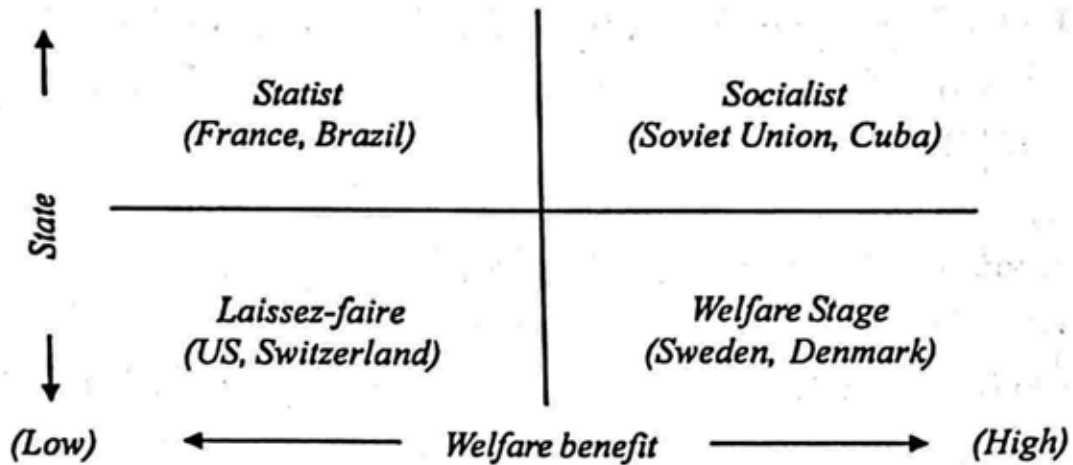 Statist
(France, Brazil)
Socialist
(Soviet Union, Cuba)
State
Laissez-faire
(US, Switzerland)
Welfare Stage
(Sweden, Denmark)
(Low)
Welfare benefit
(High)